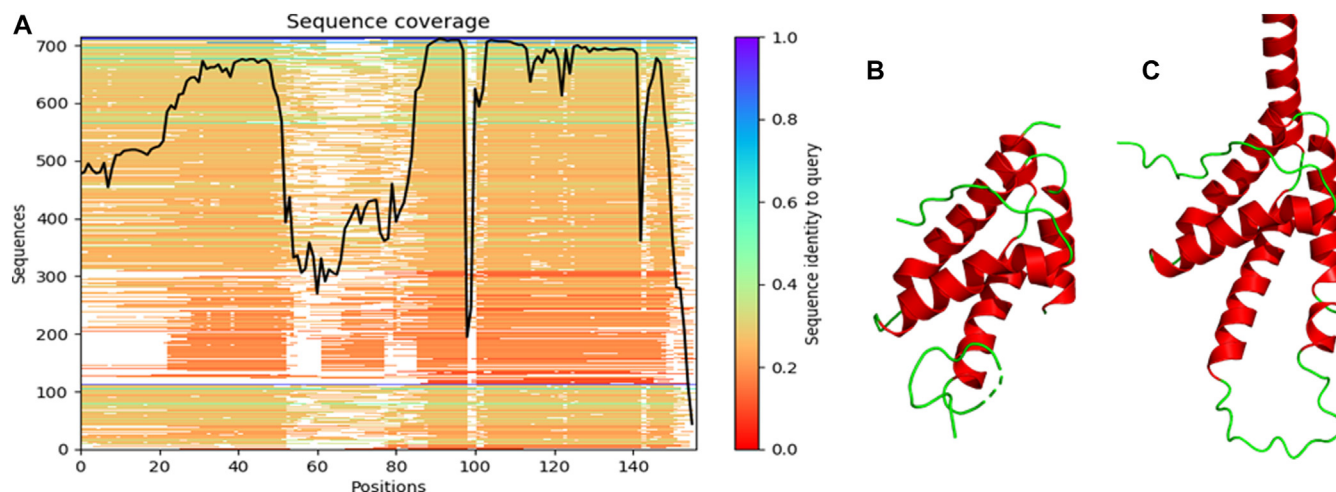 A
Sequence coverage
700
600
500
400
300
200
100
0
Sequences
0 20 40 60 80 100 120 140
Positions
1.0
0.8
0.6
0.4
0.2
0.0
Sequence identity to query
B
C